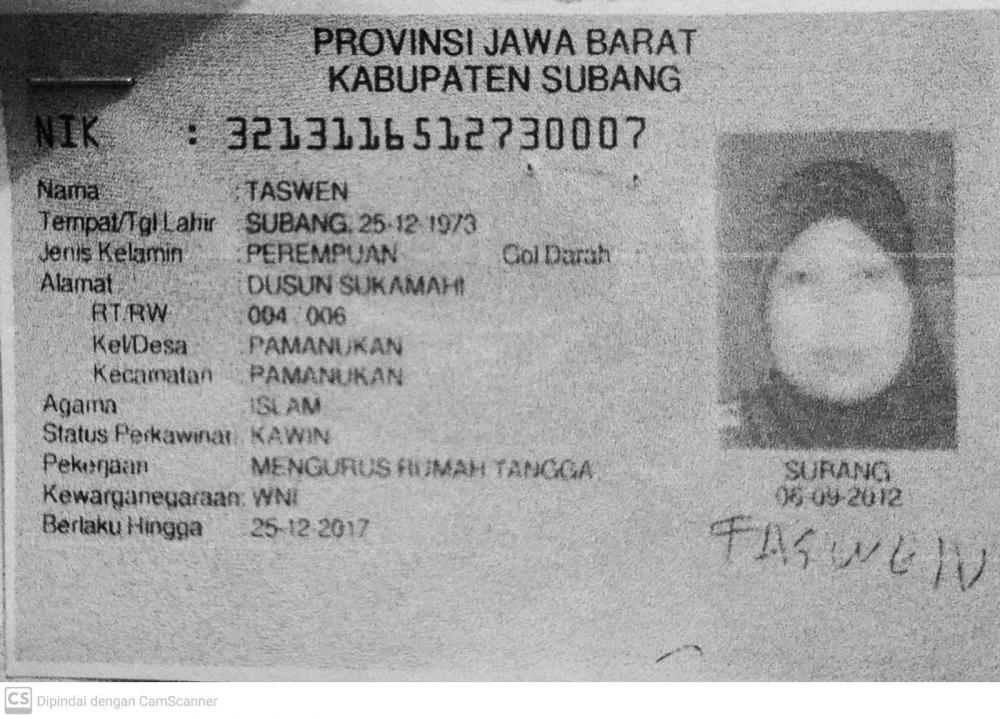 PROVINSI JAWA BARAT
KABUPATEN SUBANG
NIK : 3213116512730007
Nama : TASWEN
Tempat/Tgl Lahir : SUBANG, 25-12-1973
Jenis Kelamin : PEREMPUAN Gol Darah :
Alamat : DUSUN SUKAMAHI
RT/RW : 004 / 006
Kel/Desa : PAMANUKAN
Kecamatan : PAMANUKAN
Agama : ISLAM
Status Perkawinan : KAWIN
Pekerjaan : MENGURUS RUMAH TANGGA
Kewarganegaraan: WNI
Berlaku Hingga : 25-12-2017
SUBANG
06-09-2012
TASWEN
CS Dipindai dengan CamScanner